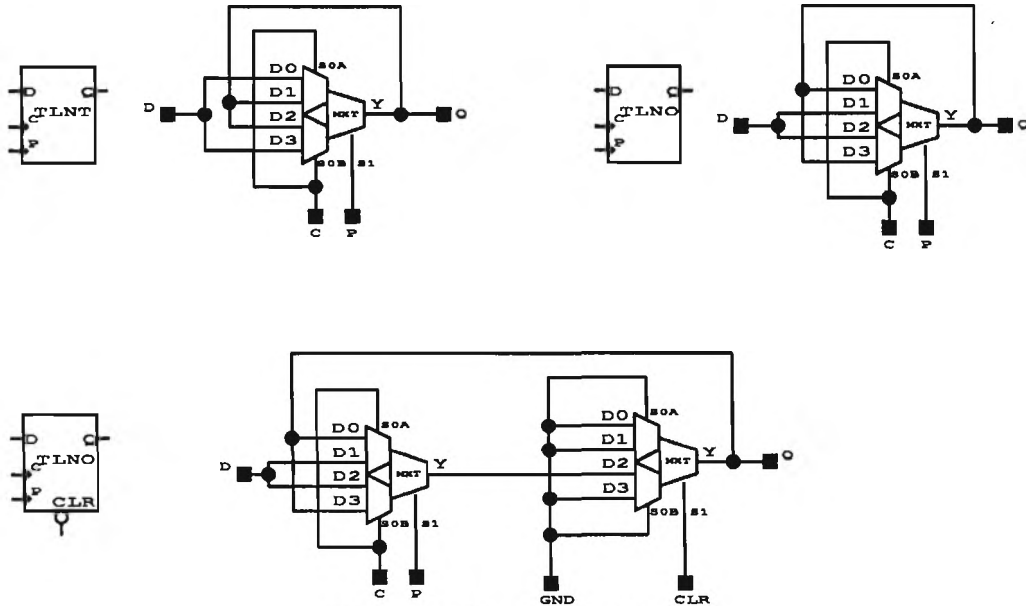 D Q
TLNT
C
P
D
D0
D1
D2
D3
S0A
MXT
Y
S0B S1
Q
C P
D Q
TLNO
C
P
D
D0
D1
D2
D3
S0A
MXT
Y
S0B S1
Q
C P
D Q
TLNO
C
P
CLR
D
D0
D1
D2
D3
S0A
MXT
Y
S0B S1
C P
D0
D1
D2
D3
S0A
MXT
Y
S0B S1
Q
GND CLR